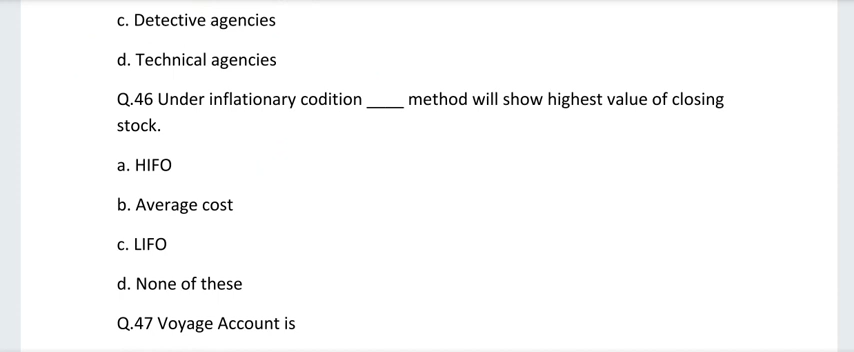 c. Detective agencies
d. Technical agencies
Q.46 Under inflationary codition ____ method will show highest value of closing
stock.
a. HIFO
b. Average cost
c. LIFO
d. None of these
Q.47 Voyage Account is